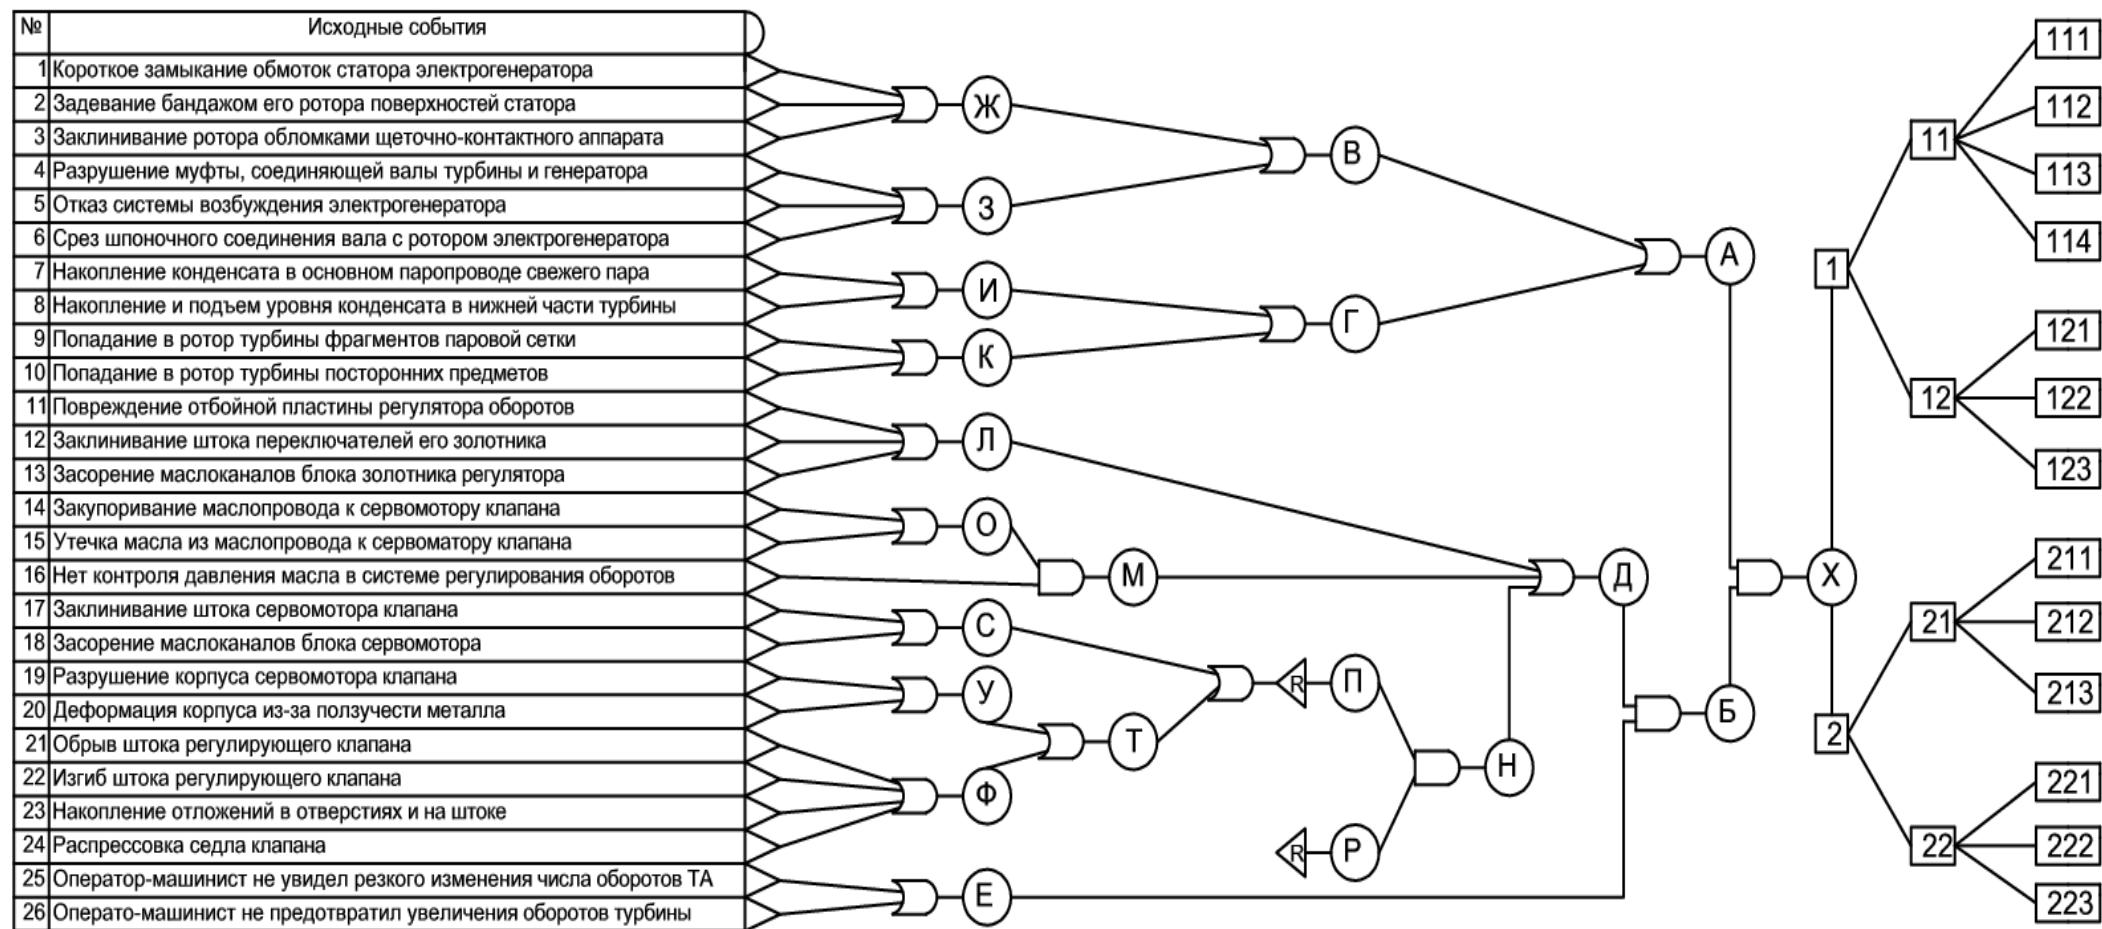 № Исходные события
1 Короткое замыкание обмоток статора электрогенератора
2 Задевание бандажом его ротора поверхностей статора
3 Заклинивание ротора обломками щеточно-контактного аппарата
4 Разрушение муфты, соединяющей валы турбины и генератора
5 Отказ системы возбуждения электрогенератора
6 Срез шпоночного соединения вала с ротором электрогенератора
7 Накопление конденсата в основном паропроводе свежего пара
8 Накопление и подъем уровня конденсата в нижней части турбины
9 Попадание в ротор турбины фрагментов паровой сетки
10 Попадание в ротор турбины посторонних предметов
11 Повреждение отбойной пластины регулятора оборотов
12 Заклинивание штока переключателей его золотника
13 Засорение маслоканалов блока золотника регулятора
14 Закупоривание маслопровода к сервомотору клапана
15 Утечка масла из маслопровода к сервоматору клапана
16 Нет контроля давления масла в системе регулирования оборотов
17 Заклинивание штока сервомотора клапана
18 Засорение маслоканалов блока сервомотора
19 Разрушение корпуса сервомотора клапана
20 Деформация корпуса из-за ползучести металла
21 Обрыв штока регулирующего клапана
22 Изгиб штока регулирующего клапана
23 Накопление отложений в отверстиях и на штоке
24 Распрессовка седла клапана
25 Оператор-машинист не увидел резкого изменения числа оборотов ТА
26 Операто-машинист не предотвратил увеличения оборотов турбины
Ж
З
И
К
Л
О
С
У
Ф
Е
М
Т
В
Г
R
П
R
Р
Н
Д
А
Б
Х
1
2
11
12
21
22
111
112
113
114
121
122
123
211
212
213
221
222
223